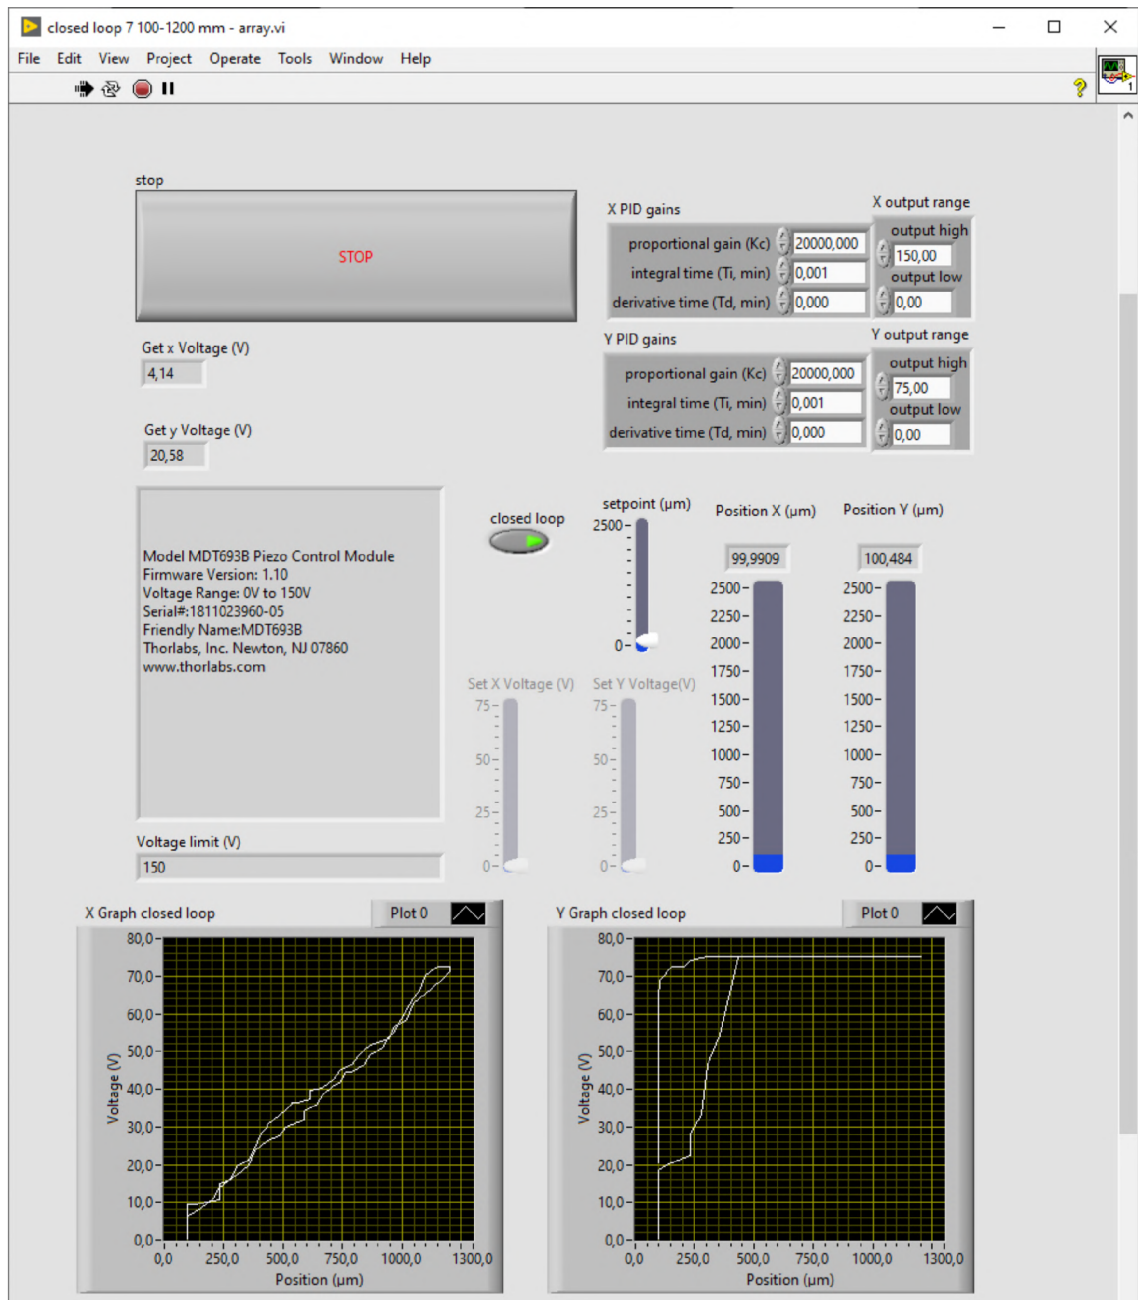 closed loop 7 100-1200 mm - array.vi
File Edit View Project Operate Tools Window Help
1
stop
STOP
X PID gains
proportional gain (Kc) 20000,000
integral time (Ti, min) 0,001
derivative time (Td, min) 0,000
X output range
output high
150,00
output low
0,00
Get x Voltage (V)
4,14
Y PID gains
proportional gain (Kc) 20000,000
integral time (Ti, min) 0,001
derivative time (Td, min) 0,000
Y output range
output high
75,00
output low
0,00
Get y Voltage (V)
20,58
Model MDT693B Piezo Control Module
Firmware Version: 1.10
Voltage Range: 0V to 150V
Serial#:1811023960-05
Friendly Name:MDT693B
Thorlabs, Inc. Newton, NJ 07860
www.thorlabs.com
closed loop
setpoint (µm)
2500
0
Position X (µm)
99,9909
2500
2250
2000
1750
1500
1250
1000
750
500
250
0
Position Y (µm)
100,484
2500
2250
2000
1750
1500
1250
1000
750
500
250
0
Set X Voltage (V)
75
50
25
0
Set Y Voltage(V)
75
50
25
0
Voltage limit (V)
150
X Graph closed loop
Plot 0
80,0
70,0
60,0
50,0
40,0
30,0
20,0
10,0
0,0
Voltage (V)
0,0 250,0 500,0 750,0 1000,0 1300,0
Position (µm)
Y Graph closed loop
Plot 0
80,0
70,0
60,0
50,0
40,0
30,0
20,0
10,0
0,0
Voltage (V)
0,0 250,0 500,0 750,0 1000,0 1300,0
Position (µm)